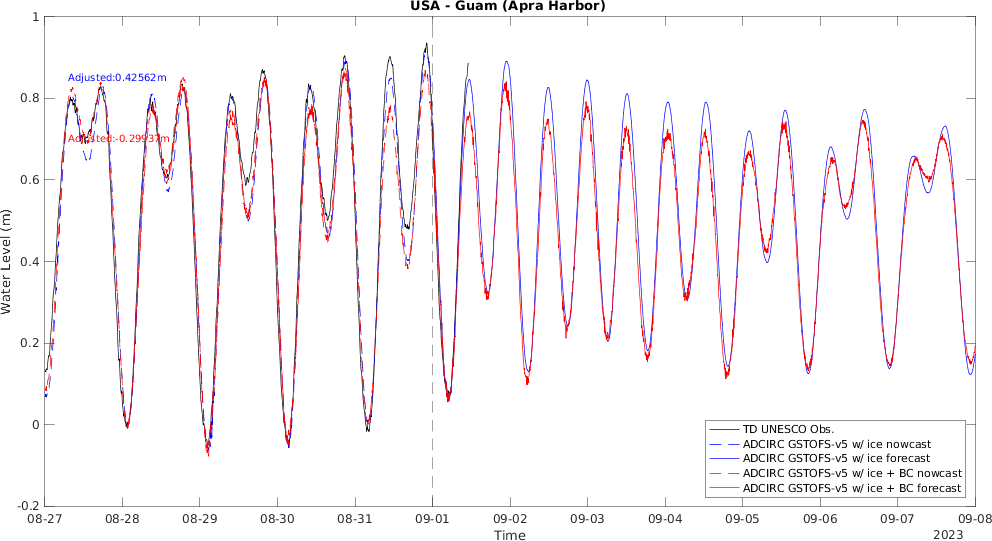 USA - Guam (Apra Harbor)
1
0.8
0.6
0.4
0.2
0
-0.2
Water Level (m)
Adjusted:0.42562m
Adjusted:-0.29937m
TD UNESCO Obs.
ADCIRC GSTOFS-v5 w/ ice nowcast
ADCIRC GSTOFS-v5 w/ ice forecast
ADCIRC GSTOFS-v5 w/ ice + BC nowcast
ADCIRC GSTOFS-v5 w/ ice + BC forecast
08-27 08-28 08-29 08-30 08-31 09-01 09-02 09-03 09-04 09-05 09-06 09-07 09-08
Time
2023